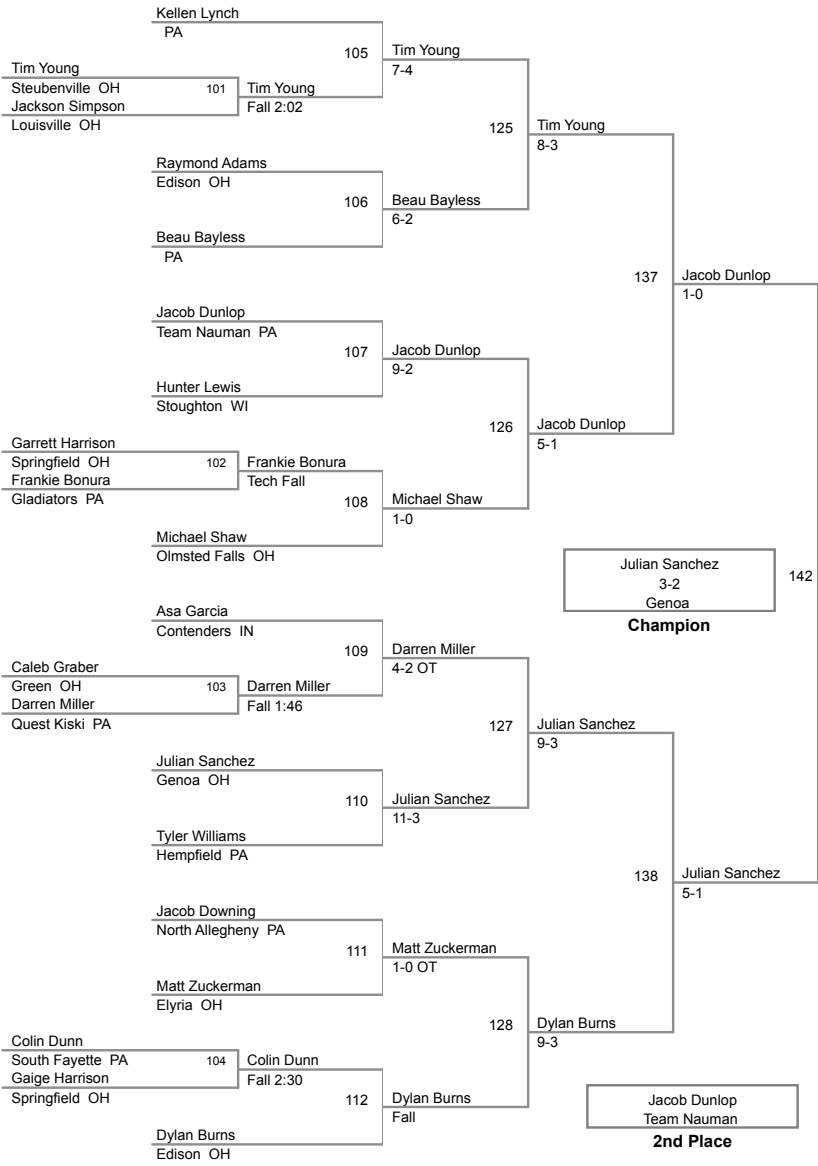 Kellen Lynch
PA
105
Tim Young
7-4
Tim Young
Steubenville OH
101
Tim Young
Jackson Simpson
Fall 2:02
Louisville OH
125
Tim Young
8-3
Raymond Adams
Edison OH
106
Beau Bayless
6-2
Beau Bayless
PA
137
Jacob Dunlop
1-0
Jacob Dunlop
Team Nauman PA
107
Jacob Dunlop
9-2
Hunter Lewis
Stoughton WI
126
Jacob Dunlop
5-1
Garrett Harrison
Springfield OH
102
Frankie Bonura
Frankie Bonura
Tech Fall
Gladiators PA
108
Michael Shaw
1-0
Michael Shaw
Olmsted Falls OH
Julian Sanchez
3-2
Genoa
142
Champion
Asa Garcia
Contenders IN
109
Darren Miller
4-2 OT
Caleb Graber
Green OH
103
Darren Miller
Darren Miller
Fall 1:46
Quest Kiski PA
127
Julian Sanchez
9-3
Julian Sanchez
Genoa OH
110
Julian Sanchez
11-3
Tyler Williams
Hempfield PA
138
Julian Sanchez
5-1
Jacob Downing
North Allegheny PA
111
Matt Zuckerman
1-0 OT
Matt Zuckerman
Elyria OH
128
Dylan Burns
9-3
Colin Dunn
South Fayette PA
104
Colin Dunn
Gaige Harrison
Fall 2:30
Springfield OH
112
Dylan Burns
Fall
Dylan Burns
Edison OH
Jacob Dunlop
Team Nauman
2nd Place